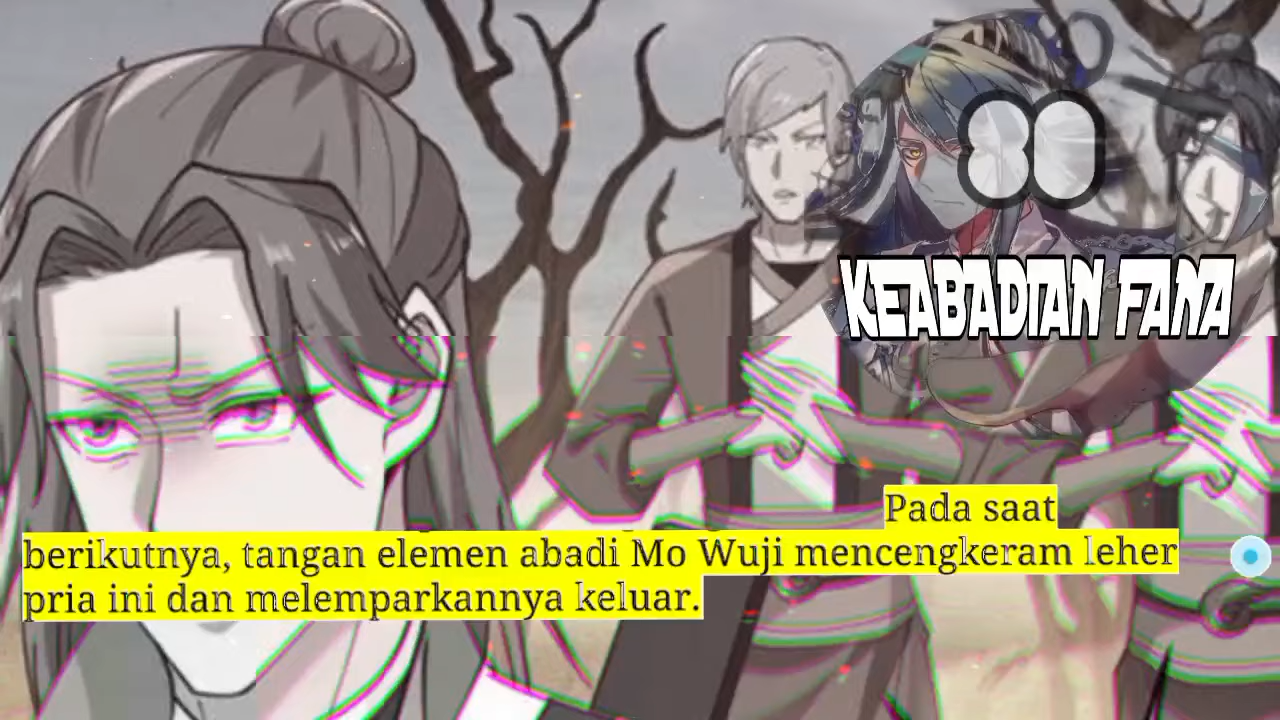 80
KEABADIAN FANA
Pada saat
berikutnya, tangan elemen abadi Mo Wuji mencengkeram leher
pria ini dan melemparkannya keluar.